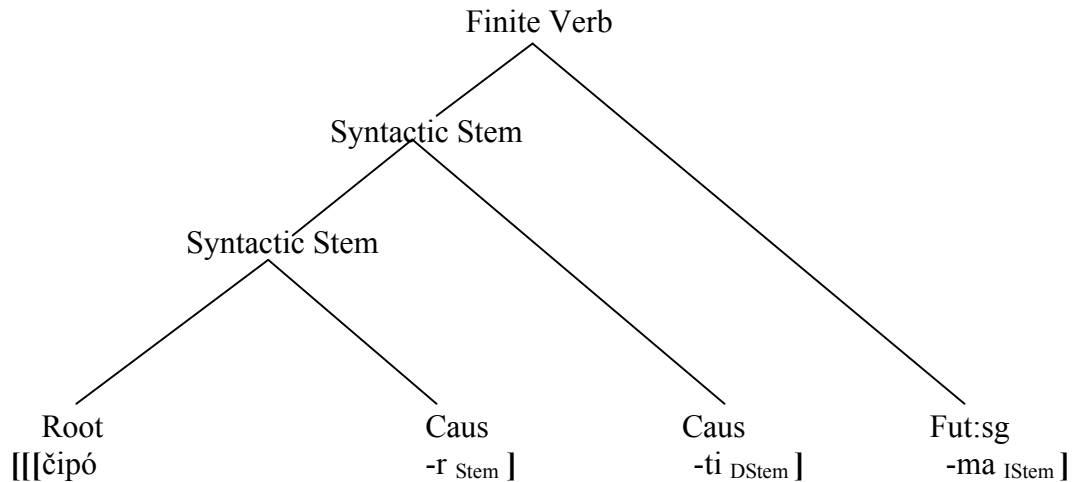 Finite Verb
Syntactic Stem
Syntactic Stem
Root Caus Caus Fut:sg
[[[čipó -r Stem ] -ti DStem ] -ma IStem ]